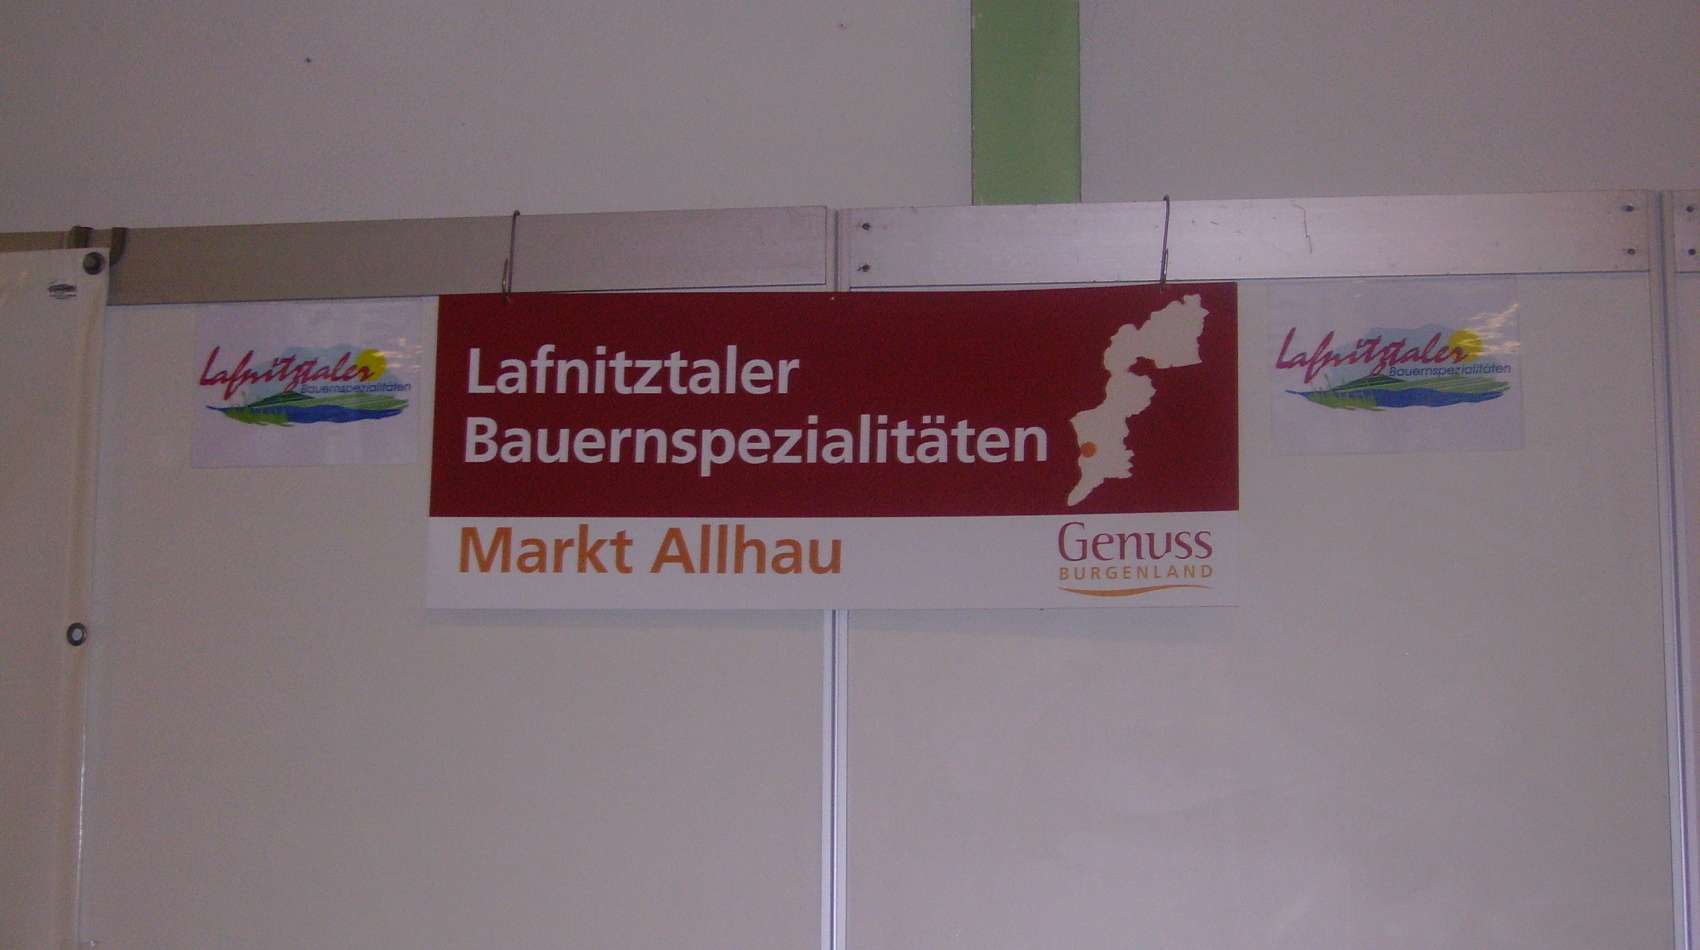 Lafnitztaler
Bauernspezialitäten
Lafnitztaler
Bauernspezialitäten
Markt Allhau
Genuss
BURGENLAND
Lafnitztaler
Bauernspezialitäten